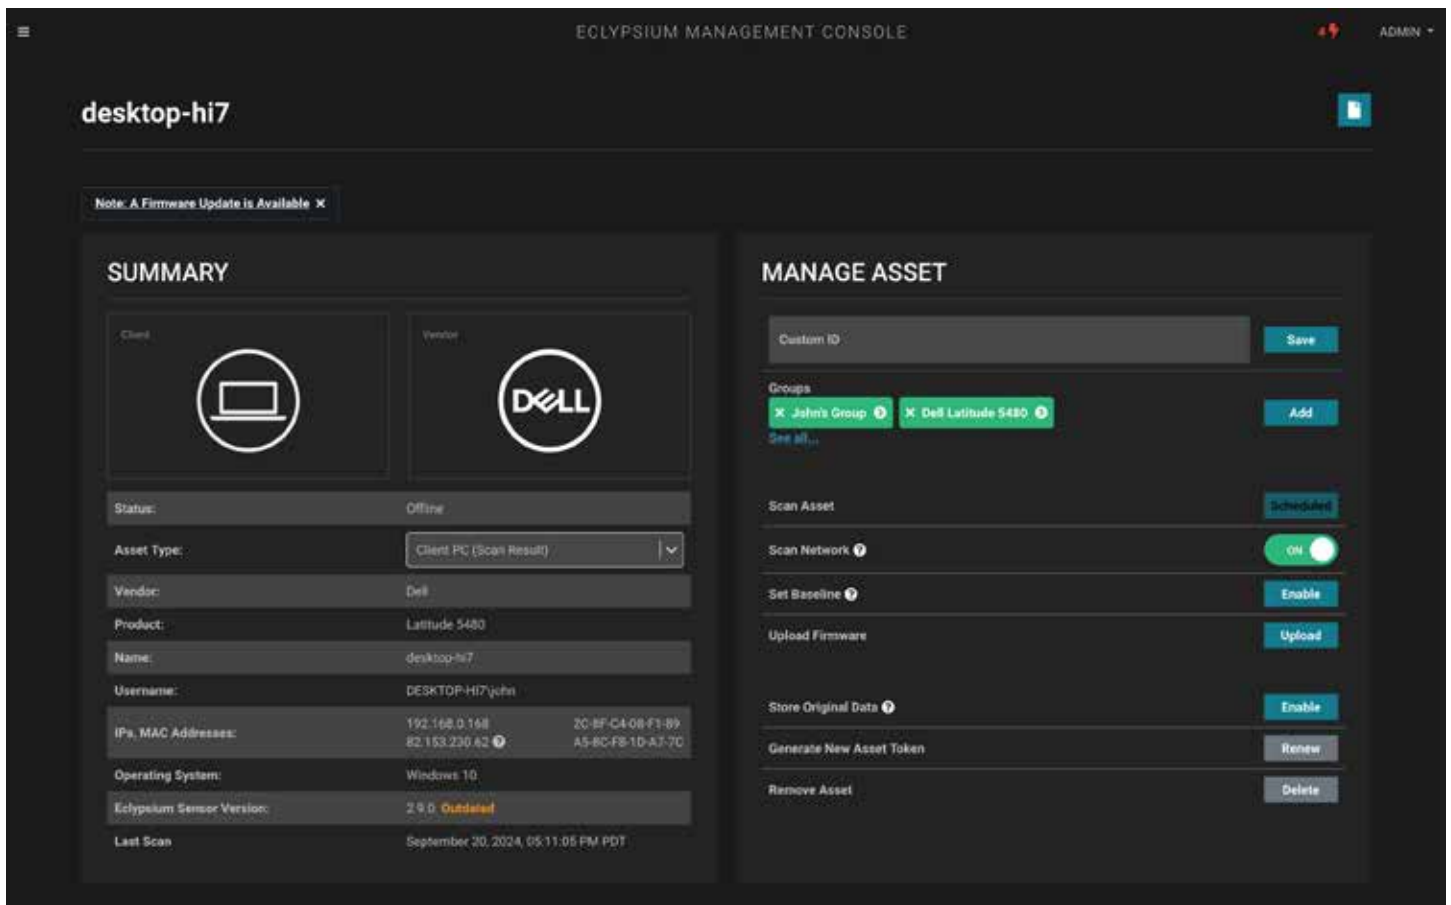 ECLYPSIUM MANAGEMENT CONSOLE
4
ADMIN
desktop-hi7
Note: A Firmware Update is Available ×
SUMMARY
Client
Vendor
DELL
Status: Offline
Asset Type: Client PC (Scan Result)
Vendor: Dell
Product: Latitude 5480
Name: desktop-hi7
Username: DESKTOP-HI7\john
IPs, MAC Addresses: 192.168.0.168 2C-8F-C4-08-F1-89
82.153.230.62 A5-8C-F8-1D-A7-7C
Operating System: Windows 10
Eclypsium Sensor Version: 2.9.0 Outdated
Last Scan September 20, 2024, 05:11:05 PM PDT
MANAGE ASSET
Custom ID Save
Groups
× John's Group × Dell Latitude 5480 Add
See all...
Scan Asset Scheduled
Scan Network ? ON
Set Baseline ? Enable
Upload Firmware Upload
Store Original Data ? Enable
Generate New Asset Token Renew
Remove Asset Delete